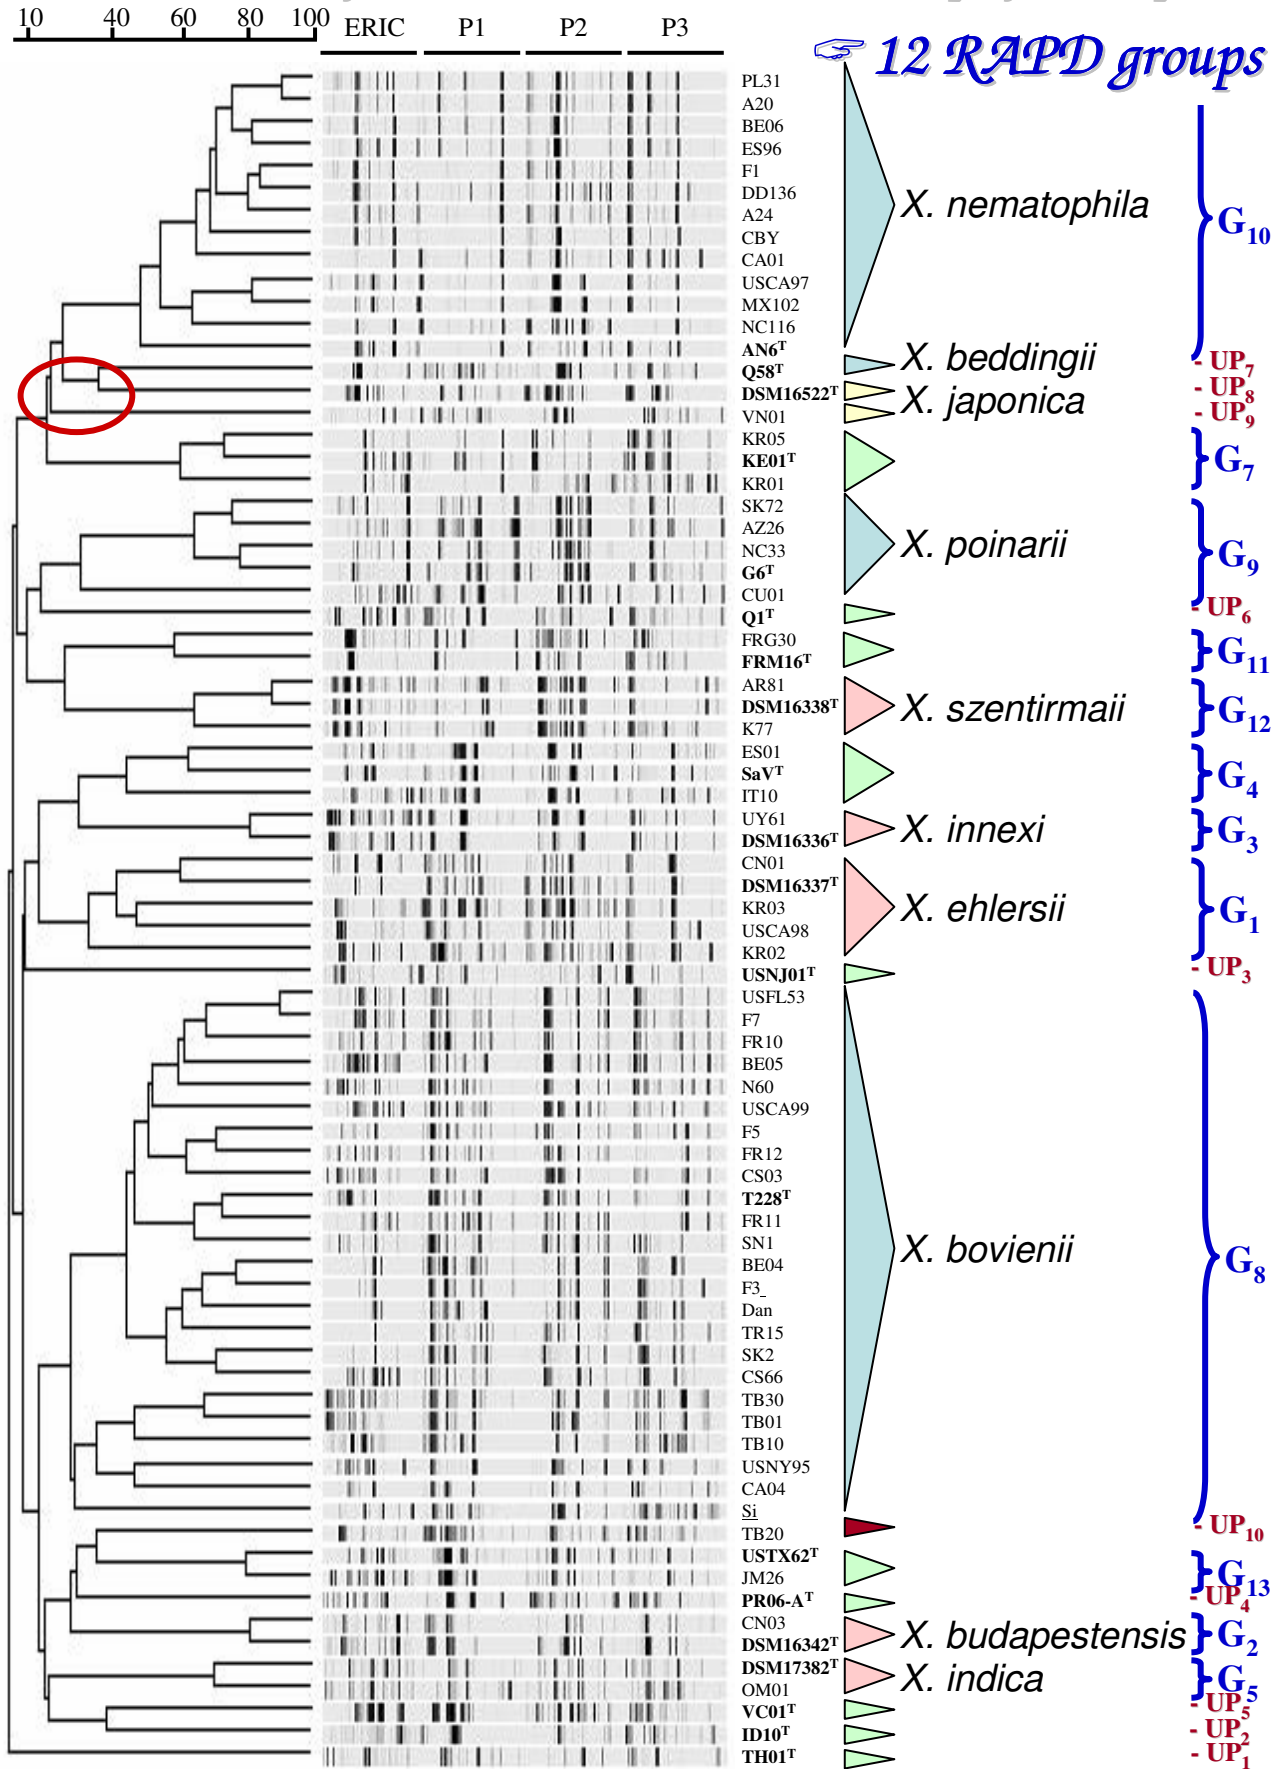 10 40 60 80 100 ERIC P1 P2 P3
☞ 12 RAPD groups
PL31
A20
BE06
ES96
F1
DD136
A24
CBY
CA01
USCA97
MX102
NC116
AN6ᵀ
Q58ᵀ
DSM16522ᵀ
VN01
KR05
KE01ᵀ
KR01
SK72
AZ26
NC33
G6ᵀ
CU01
Q1ᵀ
FRG30
FRM16ᵀ
AR81
DSM16338ᵀ
K77
ES01
SaVᵀ
IT10
UY61
DSM16336ᵀ
CN01
DSM16337ᵀ
KR03
USCA98
KR02
USNJ01ᵀ
USFL53
F7
FR10
BE05
N60
USCA99
F5
FR12
CS03
T228ᵀ
FR11
SN1
BE04
F3_
Dan
TR15
SK2
CS66
TB30
TB01
TB10
USNY95
CA04
Si
TB20
USTX62ᵀ
JM26
PR06-Aᵀ
CN03
DSM16342ᵀ
DSM17382ᵀ
OM01
VC01ᵀ
ID10ᵀ
TH01ᵀ
X. nematophila
X. beddingii
X. japonica
X. poinarii
X. szentirmaii
X. innexi
X. ehlersii
X. bovienii
X. budapestensis
X. indica
G₁₀
- UP₇
- UP₈
- UP₉
G₇
G₉
- UP₆
G₁₁
G₁₂
G₄
G₃
G₁
- UP₃
G₈
- UP₁₀
G₁₃
- UP₄
G₂
G₅
- UP₅
- UP₂
- UP₁